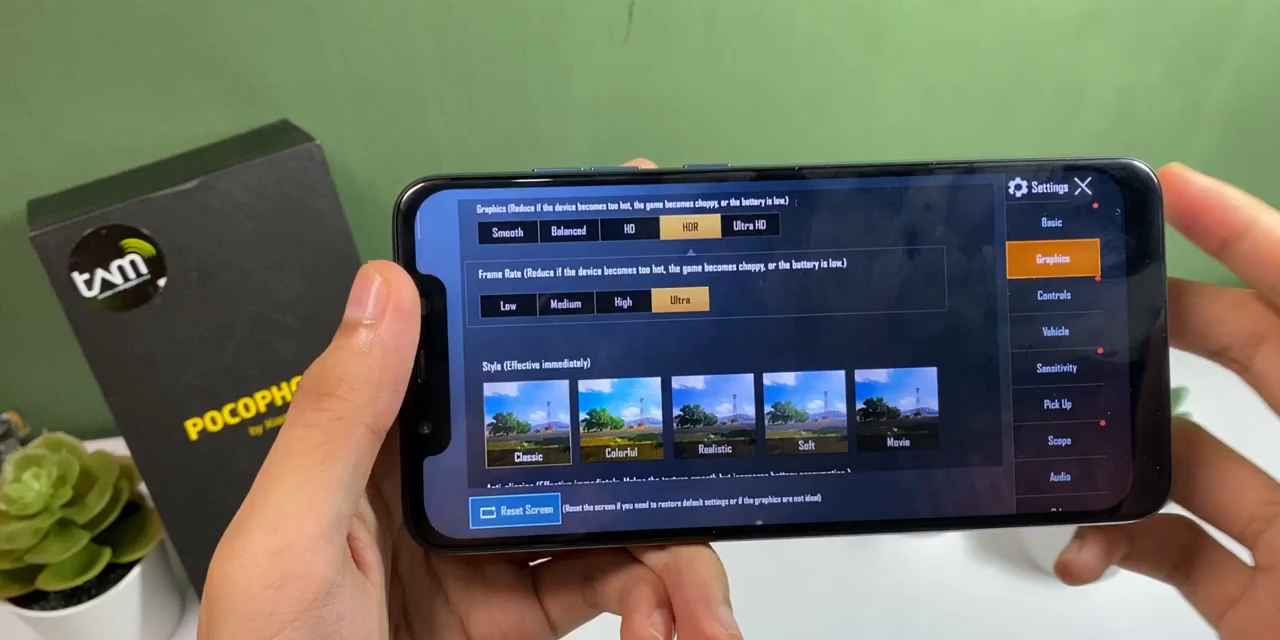 tam
POCOPHO
by Xiao
Graphics (Reduce if the device becomes too hot, the game becomes choppy, or the battery is low.)
Smooth Balanced HD HDR Ultra HD
Frame Rate (Reduce if the device becomes too hot, the game becomes choppy, or the battery is low.)
Low Medium High Ultra
Style (Effective immediately)
Classic Colorful Realistic Soft Movie
Reset Screen (Reset the screen if you need to restore default settings or if the graphics are not ideal)
Settings
Basic
Graphics
Controls
Vehicle
Sensitivity
Pick Up
Scope
Audio